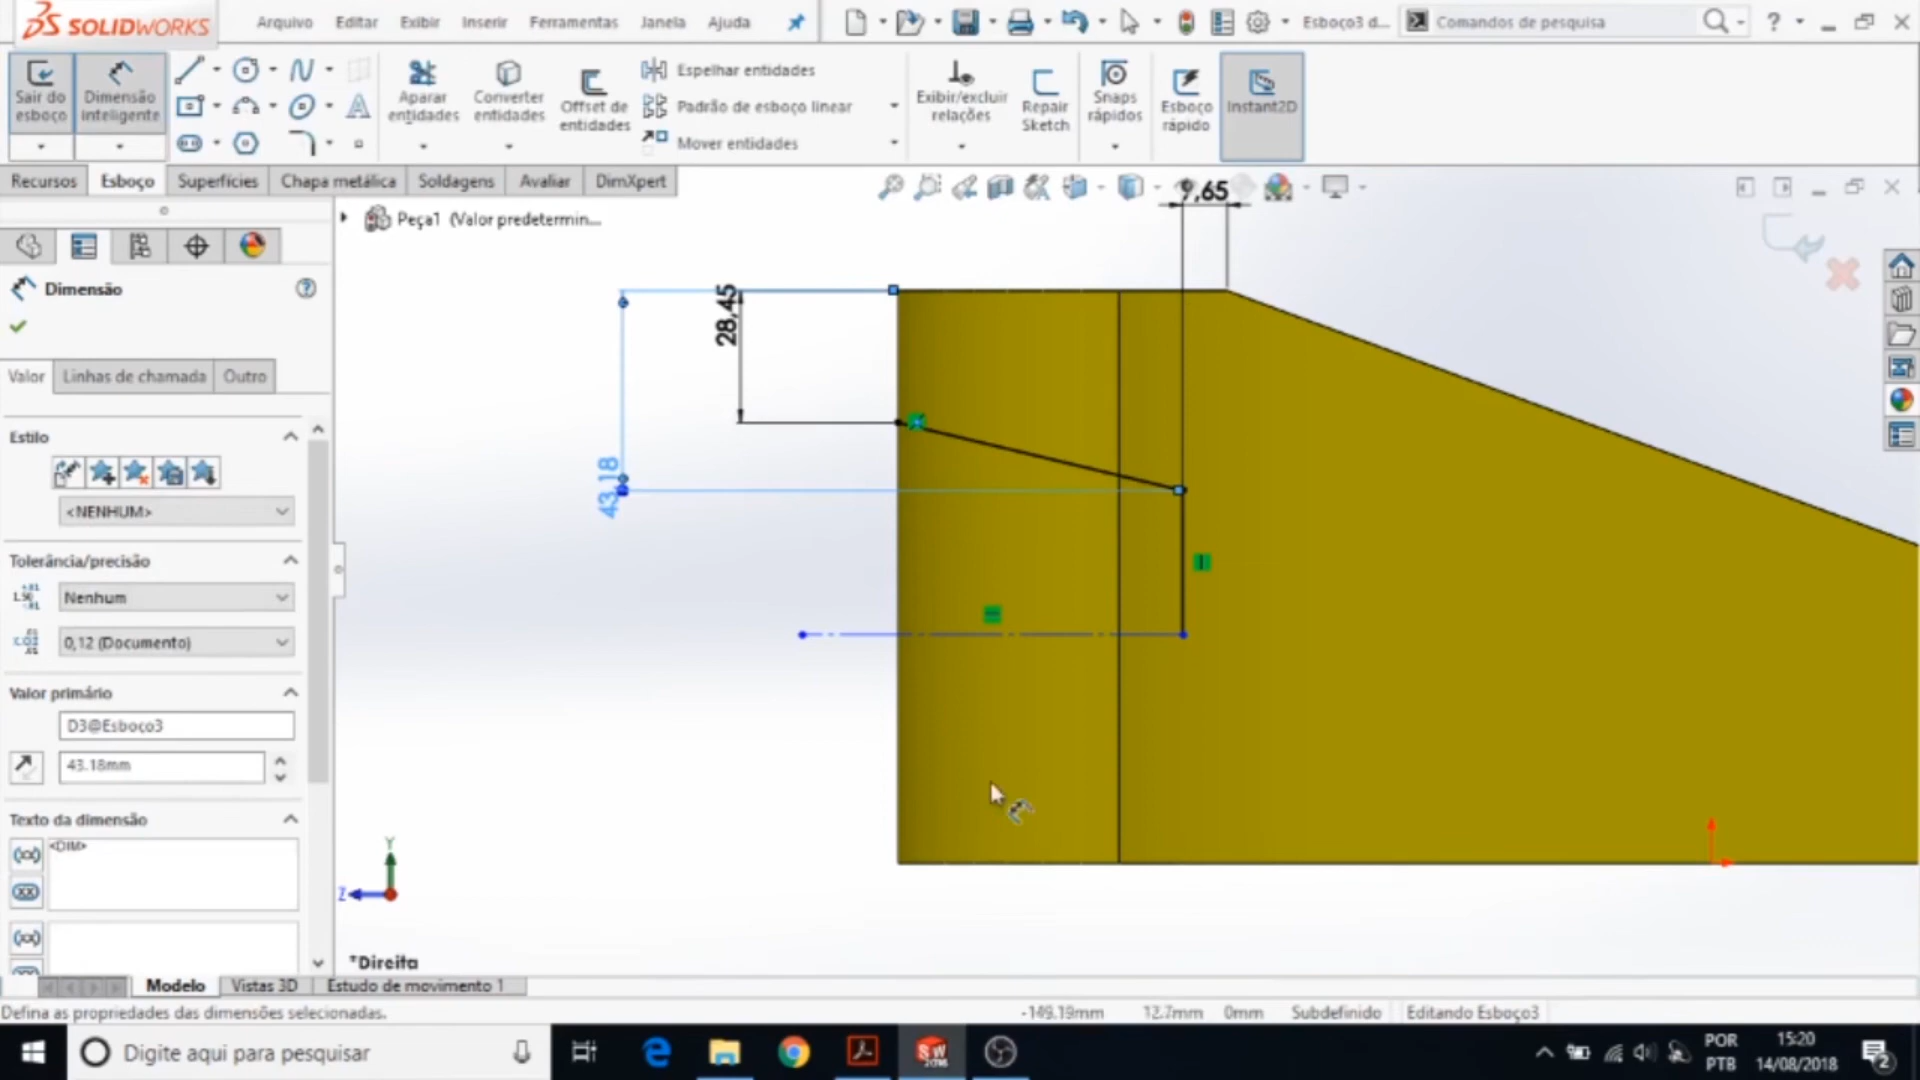 SOLIDWORKS
Arquivo Editar Exibir Inserir Ferramentas Janela Ajuda
Esboço3 d...
Comandos de pesquisa
?
Sair do esboço
Dimensão inteligente
Aparar entidades
Converter entidades
Offset de entidades
Espelhar entidades
Padrão de esboço linear
Mover entidades
Exibir/excluir relações
Repair Sketch
Snaps rápidos
Esboço rápido
Instant2D
Recursos Esboço Superfícies Chapa metálica Soldagens Avaliar DimXpert
Peça1 (Valor predetermin...
Dimensão
Valor Linhas de chamada Outro
Estilo
<NENHUM>
Tolerância/precisão
Nenhum
0,12 (Documento)
Valor primário
D3@Esboço3
43.18mm
Texto da dimensão
<DIM>
28,45
43,18
Y
Z
*Direita
Modelo Vistas 3D Estudo de movimento 1
Defina as propriedades das dimensões selecionadas.
-149.19mm 12.7mm 0mm Subdefinido Editando Esboço3
Digite aqui para pesquisar
POR
PTB
15:20
14/08/2018
2